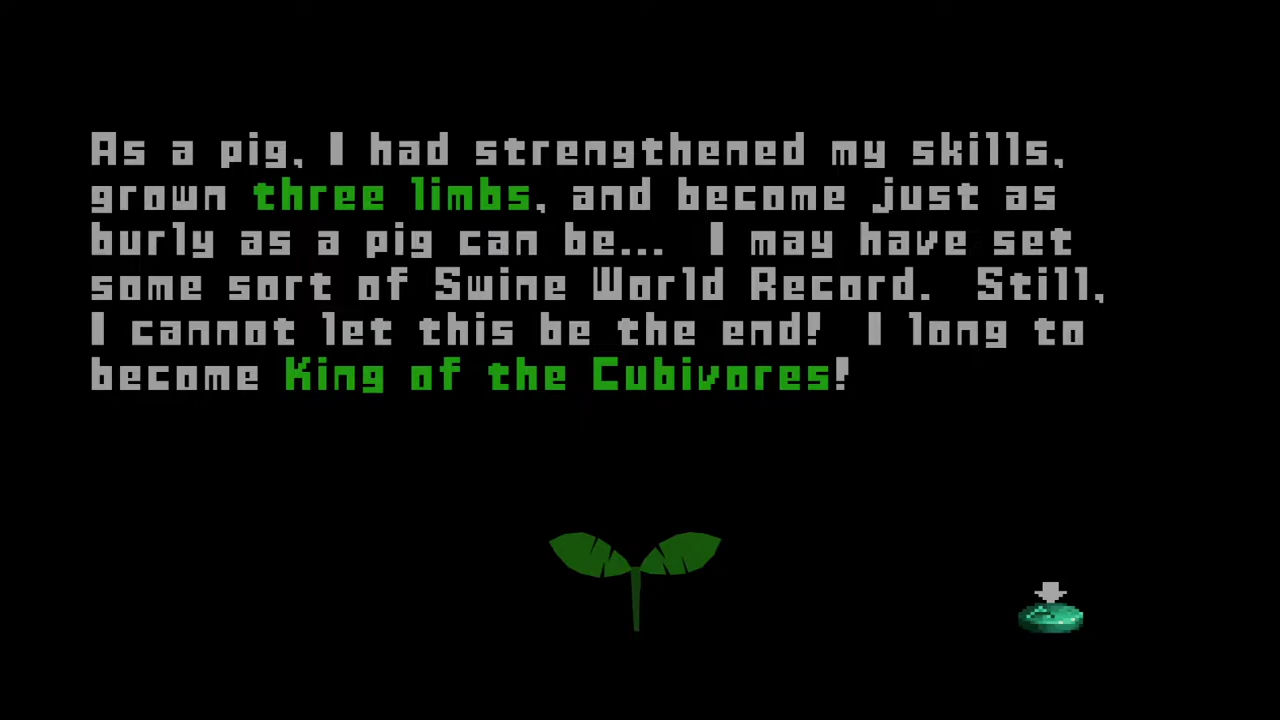 As a pig, I had strengthened my skills,
grown three limbs, and become just as
burly as a pig can be... I may have set
some sort of Swine World Record. Still,
I cannot let this be the end! I long to
become King of the Cubivores!